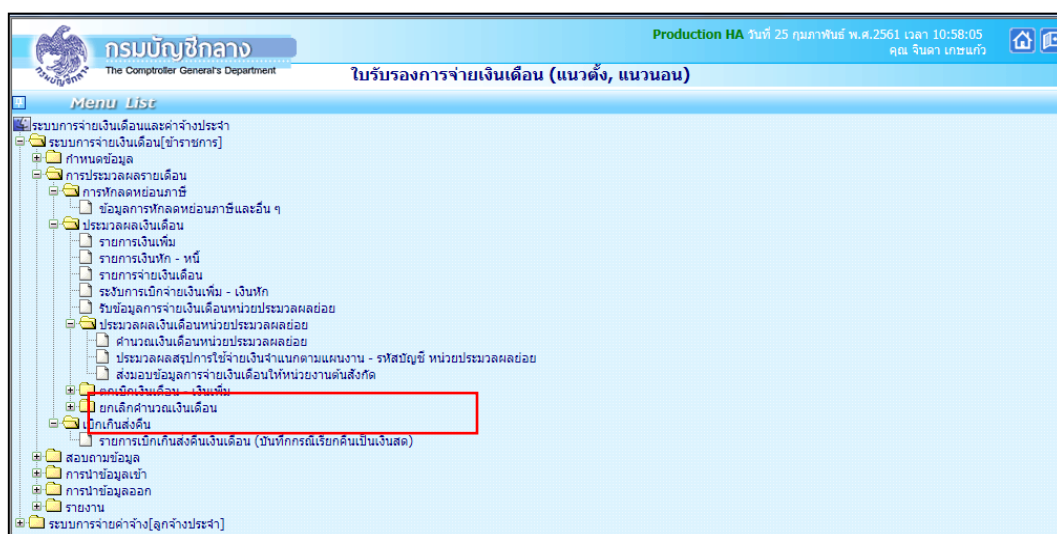 กรมบัญชีกลาง
The Comptroller General's Department
Production HA วันที่ 25 กุมภาพันธ์ พ.ศ.2561 เวลา 10:58:05
คุณ จินดา เกษแก้ว
ใบรับรองการจ่ายเงินเดือน (แนวตั้ง, แนวนอน)
Menu List
ระบบการจ่ายเงินเดือนและค่าจ้างประจำ
ระบบการจ่ายเงินเดือน[ข้าราชการ]
กำหนดข้อมูล
การประมวลผลรายเดือน
การหักลดหย่อนภาษี
ข้อมูลการหักลดหย่อนภาษีและอื่น ๆ
ประมวลผลเงินเดือน
รายการเงินเพิ่ม
รายการเงินหัก - หนี้
รายการจ่ายเงินเดือน
ระงับการเบิกจ่ายเงินเพิ่ม - เงินหัก
รับข้อมูลการจ่ายเงินเดือนหน่วยประมวลผลย่อย
ประมวลผลเงินเดือนหน่วยประมวลผลย่อย
คำนวณเงินเดือนหน่วยประมวลผลย่อย
ประมวลผลสรุปการใช้จ่ายเงินจำแนกตามแผนงาน - รหัสบัญชี หน่วยประมวลผลย่อย
ส่งมอบข้อมูลการจ่ายเงินเดือนให้หน่วยงานต้นสังกัด
ตกเบิกเงินเดือน - เงินเพิ่ม
ยกเลิกคำนวณเงินเดือน
เบิกเกินส่งคืน
รายการเบิกเกินส่งคืนเงินเดือน (บันทึกกรณีเรียกคืนเป็นเงินสด)
สอบถามข้อมูล
การนำข้อมูลเข้า
การนำข้อมูลออก
รายงาน
ระบบการจ่ายค่าจ้าง[ลูกจ้างประจำ]